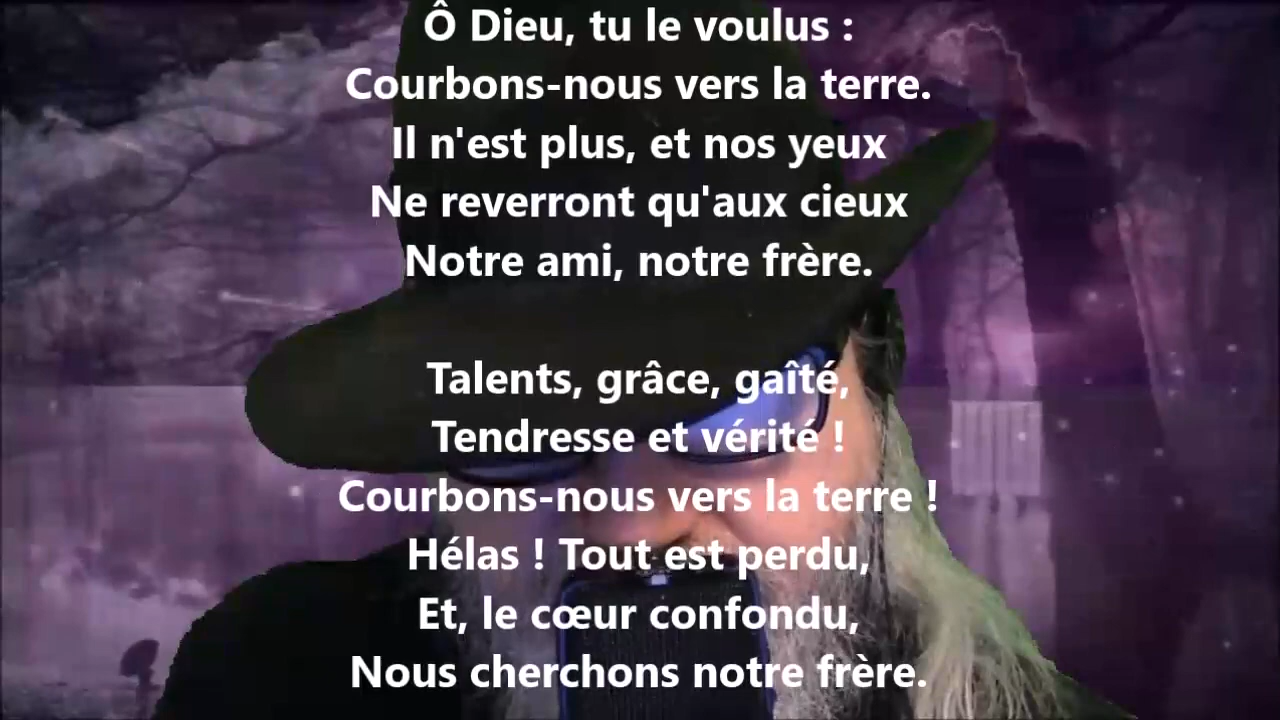 Ô Dieu, tu le voulus :
Courbons-nous vers la terre.
Il n'est plus, et nos yeux
Ne reverront qu'aux cieux
Notre ami, notre frère.
Talents, grâce, gaîté,
Tendresse et vérité !
Courbons-nous vers la terre !
Hélas ! Tout est perdu,
Et, le cœur confondu,
Nous cherchons notre frère.